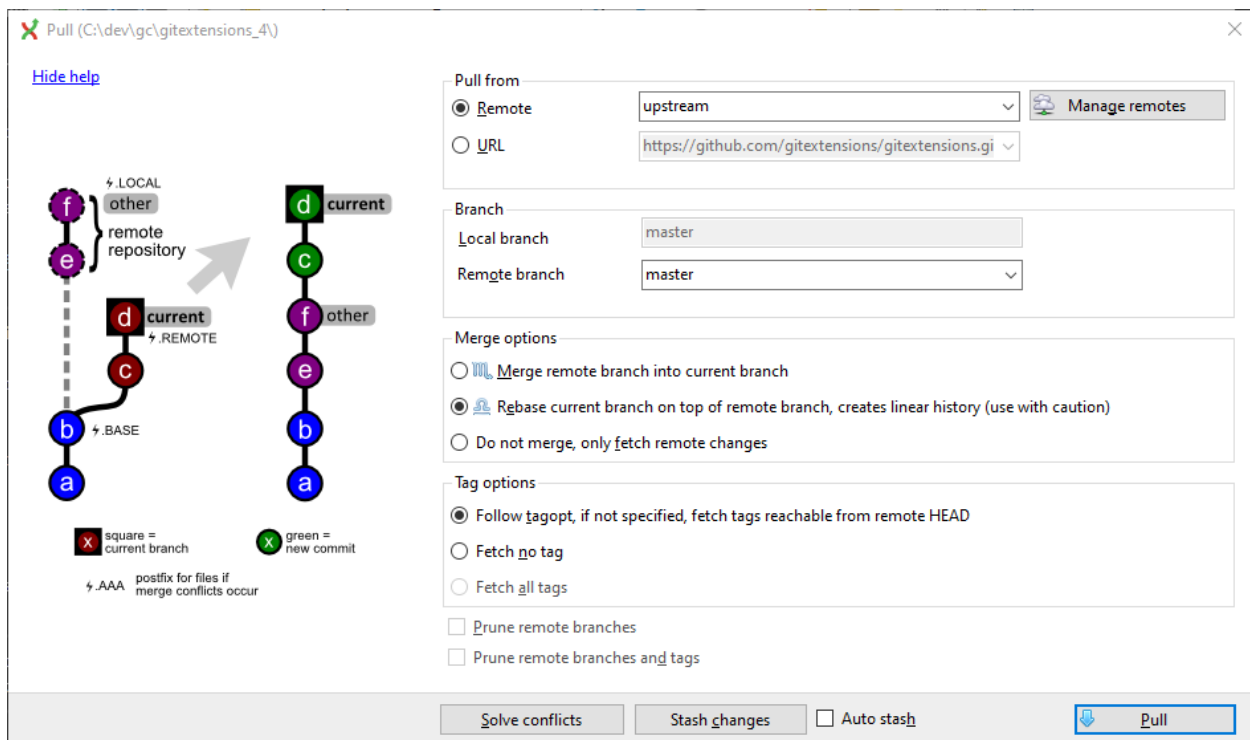 Pull (C:\dev\gc\gitextensions_4\)
Hide help
.LOCAL
f
other
remote
repository
e
d
current
.REMOTE
c
b
.BASE
a
d
current
c
f
other
e
b
a
x
square =
current branch
x
green =
new commit
.AAA
postfix for files if
merge conflicts occur
Pull from
Remote
upstream
Manage remotes
URL
https://github.com/gitextensions/gitextensions.gi
Branch
Local branch
master
Remote branch
master
Merge options
Merge remote branch into current branch
Rebase current branch on top of remote branch, creates linear history (use with caution)
Do not merge, only fetch remote changes
Tag options
Follow tagopt, if not specified, fetch tags reachable from remote HEAD
Fetch no tag
Fetch all tags
Prune remote branches
Prune remote branches and tags
Solve conflicts
Stash changes
Auto stash
Pull